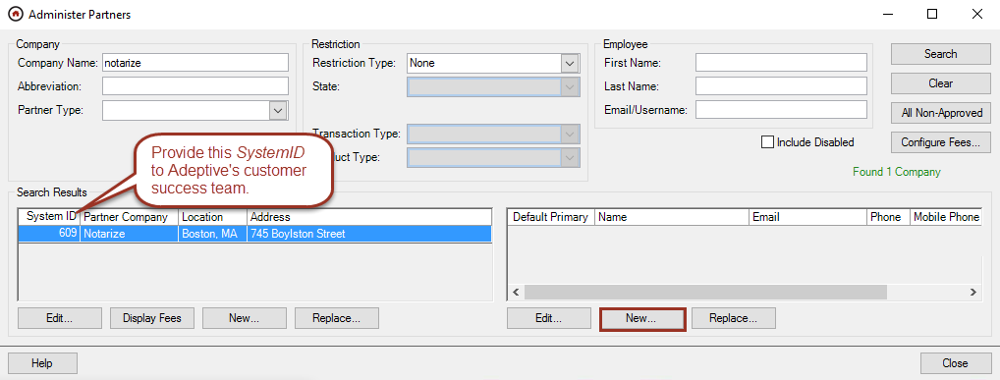 Administer Partners
Company
Company Name: notarize
Abbreviation:
Partner Type:
Restriction
Restriction Type: None
State:
Transaction Type:
duct Type:
Employee
First Name:
Last Name:
Email/Username:
Include Disabled
Search
Clear
All Non-Approved
Configure Fees...
Found 1 Company
Provide this SystemID
to Adeptive's customer
success team.
Search Results
System ID Partner Company Location Address
609 Notarize Boston, MA 745 Boylston Street
Default Primary Name Email Phone Mobile Phone
Edit... Display Fees New... Replace...
Edit... New... Replace...
Help Close